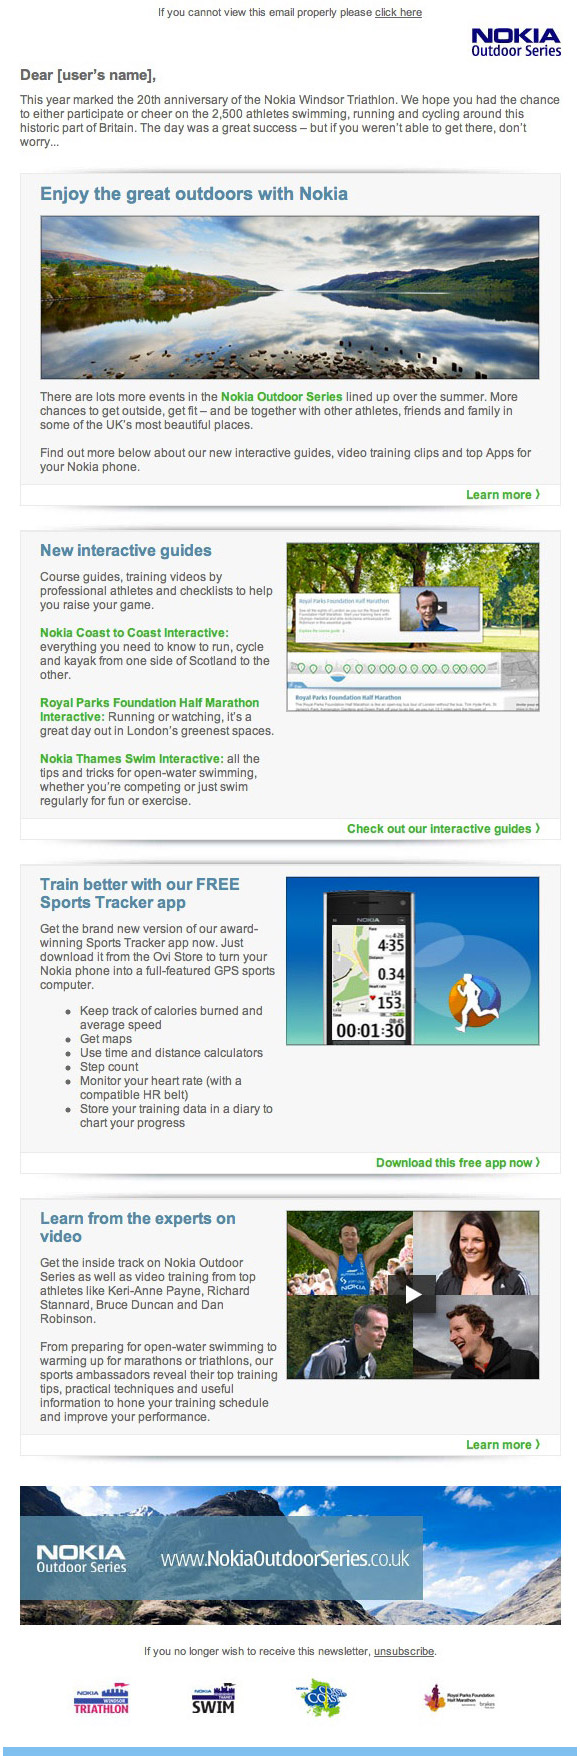 If you cannot view this email properly please click here
NOKIA
Outdoor Series
Dear [user's name],
This year marked the 20th anniversary of the Nokia Windsor Triathlon. We hope you had the chance
to either participate or cheer on the 2,500 athletes swimming, running and cycling around this
historic part of Britain. The day was a great success – but if you weren't able to get there, don't
worry...
Enjoy the great outdoors with Nokia
There are lots more events in the Nokia Outdoor Series lined up over the summer. More
chances to get outside, get fit – and be together with other athletes, friends and family in
some of the UK's most beautiful places.
Find out more below about our new interactive guides, video training clips and top Apps for
your Nokia phone.
Learn more ⟩
New interactive guides
Course guides, training videos by
professional athletes and checklists to help
you raise your game.
Nokia Coast to Coast Interactive:
everything you need to know to run, cycle
and kayak from one side of Scotland to the
other.
Royal Parks Foundation Half Marathon
Interactive: Running or watching, it's a
great day out in London's greenest spaces.
Nokia Thames Swim Interactive: all the
tips and tricks for open-water swimming,
whether you're competing or just swim
regularly for fun or exercise.
Royal Parks Foundation Half Marathon
Royal Parks Foundation Half Marathon
Check out our interactive guides ⟩
Train better with our FREE
Sports Tracker app
Get the brand new version of our award-
winning Sports Tracker app now. Just
download it from the Ovi Store to turn your
Nokia phone into a full-featured GPS sports
computer.
• Keep track of calories burned and
average speed
• Get maps
• Use time and distance calculators
• Step count
• Monitor your heart rate (with a
compatible HR belt)
• Store your training data in a diary to
chart your progress
NOKIA
Pace
4:26
4:35
Distance
0.34
Heart rate
154
153
Time
08:45
00:01:30
Download this free app now ⟩
Learn from the experts on
video
Get the inside track on Nokia Outdoor
Series as well as video training from top
athletes like Keri-Anne Payne, Richard
Stannard, Bruce Duncan and Dan
Robinson.
From preparing for open-water swimming to
warming up for marathons or triathlons, our
sports ambassadors reveal their top training
tips, practical techniques and useful
information to hone your training schedule
and improve your performance.
NOKIA
Learn more ⟩
NOKIA
Outdoor Series
www.NokiaOutdoorSeries.co.uk
If you no longer wish to receive this newsletter, unsubscribe.
NOKIA
WINDSOR
TRIATHLON
NOKIA
THAMES
SWIM
NOKIA
COAST
COAST
Royal Parks Foundation
Half Marathon
brakes